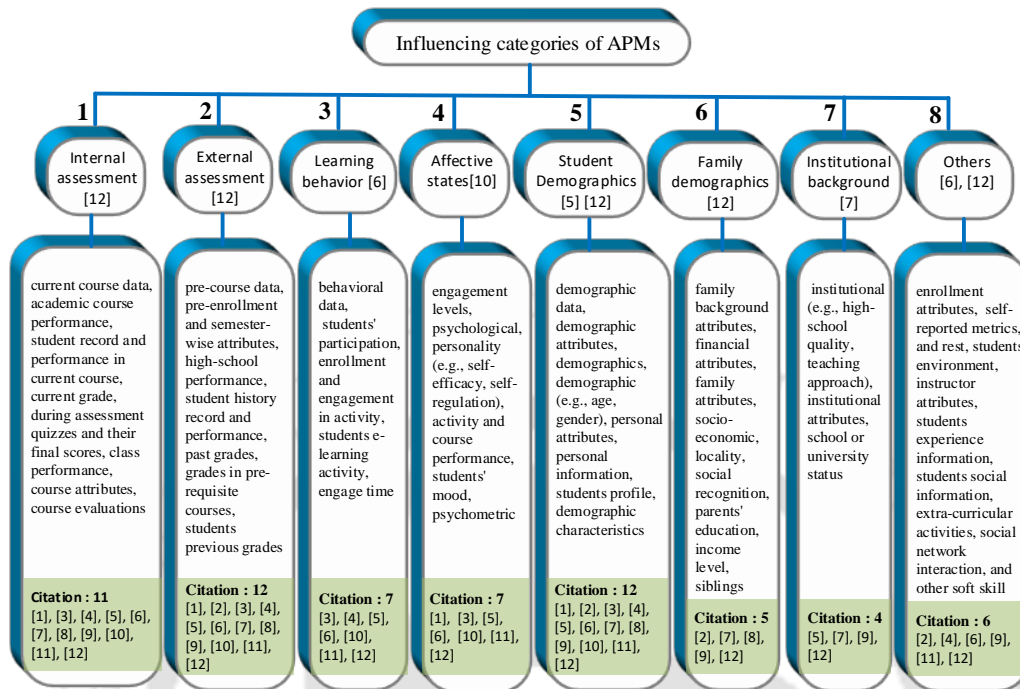 Influencing categories of APMs
1
Internal
assessment
[12]
2
External
assessment
[12]
3
Learning
behavior [6]
4
Affective
states[10]
5
Student
Demographics
[5] [12]
6
Family
demographics
[12]
7
Institutional
background
[7]
8
Others
[6], [12]
current course data,
academic course
performance,
student record and
performance in
current course,
current grade,
during assessment
quizzes and their
final scores, class
performance,
course attributes,
course evaluations
Citation : 11
[1], [3], [4], [5], [6],
[7], [8], [9], [10],
[11], [12]
pre-course data,
pre-enrollment
and semester-
wise attributes,
high-school
performance,
student history
record and
performance,
past grades,
grades in pre-
requisite
courses,
students
previous grades
Citation : 12
[1], [2], [3], [4],
[5], [6], [7], [8],
[9], [10], [11],
[12]
behavioral
data, students'
participation,
enrollment and
engagement in
activity,
students e-
learning
activity,
engage time
Citation : 7
[3], [4], [5],
[6], [10]
[11], [12]
engagement
levels,
psychological,
personality
(e.g., self-
efficacy, self-
regulation),
activity and
course
performance,
students'
mood,
psychometric
Citation : 7
[1], [3], [5],
[6], [10], [11],
[12]
demographic
data,
demographic
attributes,
demographics,
demographic
(e.g., age,
gender), personal
attributes,
personal
information,
students profile,
demographic
characteristics
Citation : 12
[1], [2], [3], [4],
[5], [6], [7], [8],
[9], [10], [11],
[12]
family
background
attributes,
financial
attributes,
family
attributes,
socio-
economic,
locality,
social
recognition,
parents'
education,
income
level,
siblings
Citation : 5
[2], [7], [8],
[9], [12]
institutional
(e.g., high-
school
quality,
teaching
approach),
institutional
attributes,
school or
university
status
Citation : 4
[5], [7], [9],
[12]
enrollment
attributes, self-
reported metrics,
and rest, students
environment,
instructor
attributes,
students
experience
information,
students social
information,
extra-curricular
activities, social
network
interaction, and
other soft skill
Citation : 6
[2], [4], [6], [9],
[11], [12]